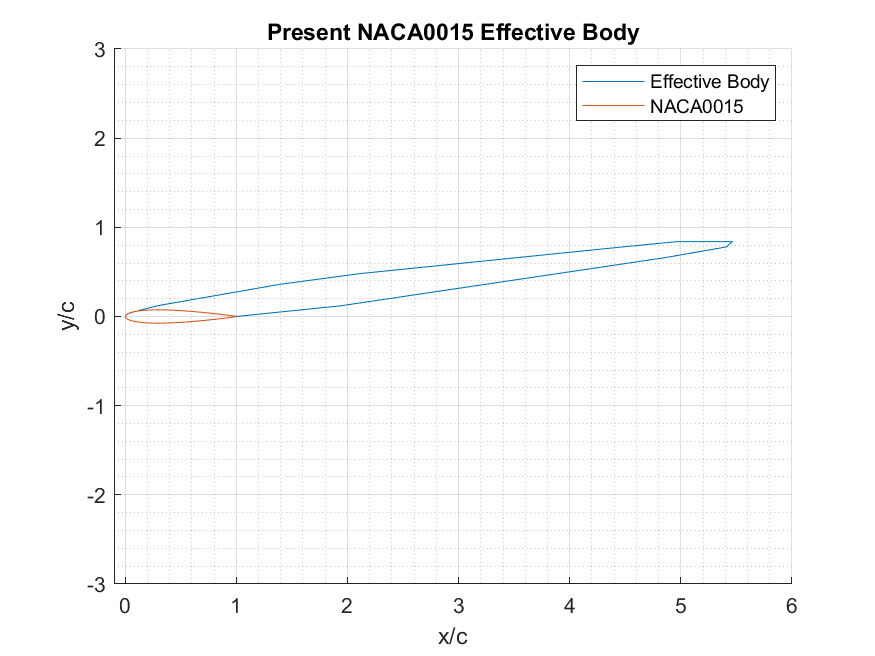 Present NACA0015 Effective Body
Effective Body
NACA0015
3
2
1
0
-1
-2
-3
y/c
0 1 2 3 4 5 6
x/c